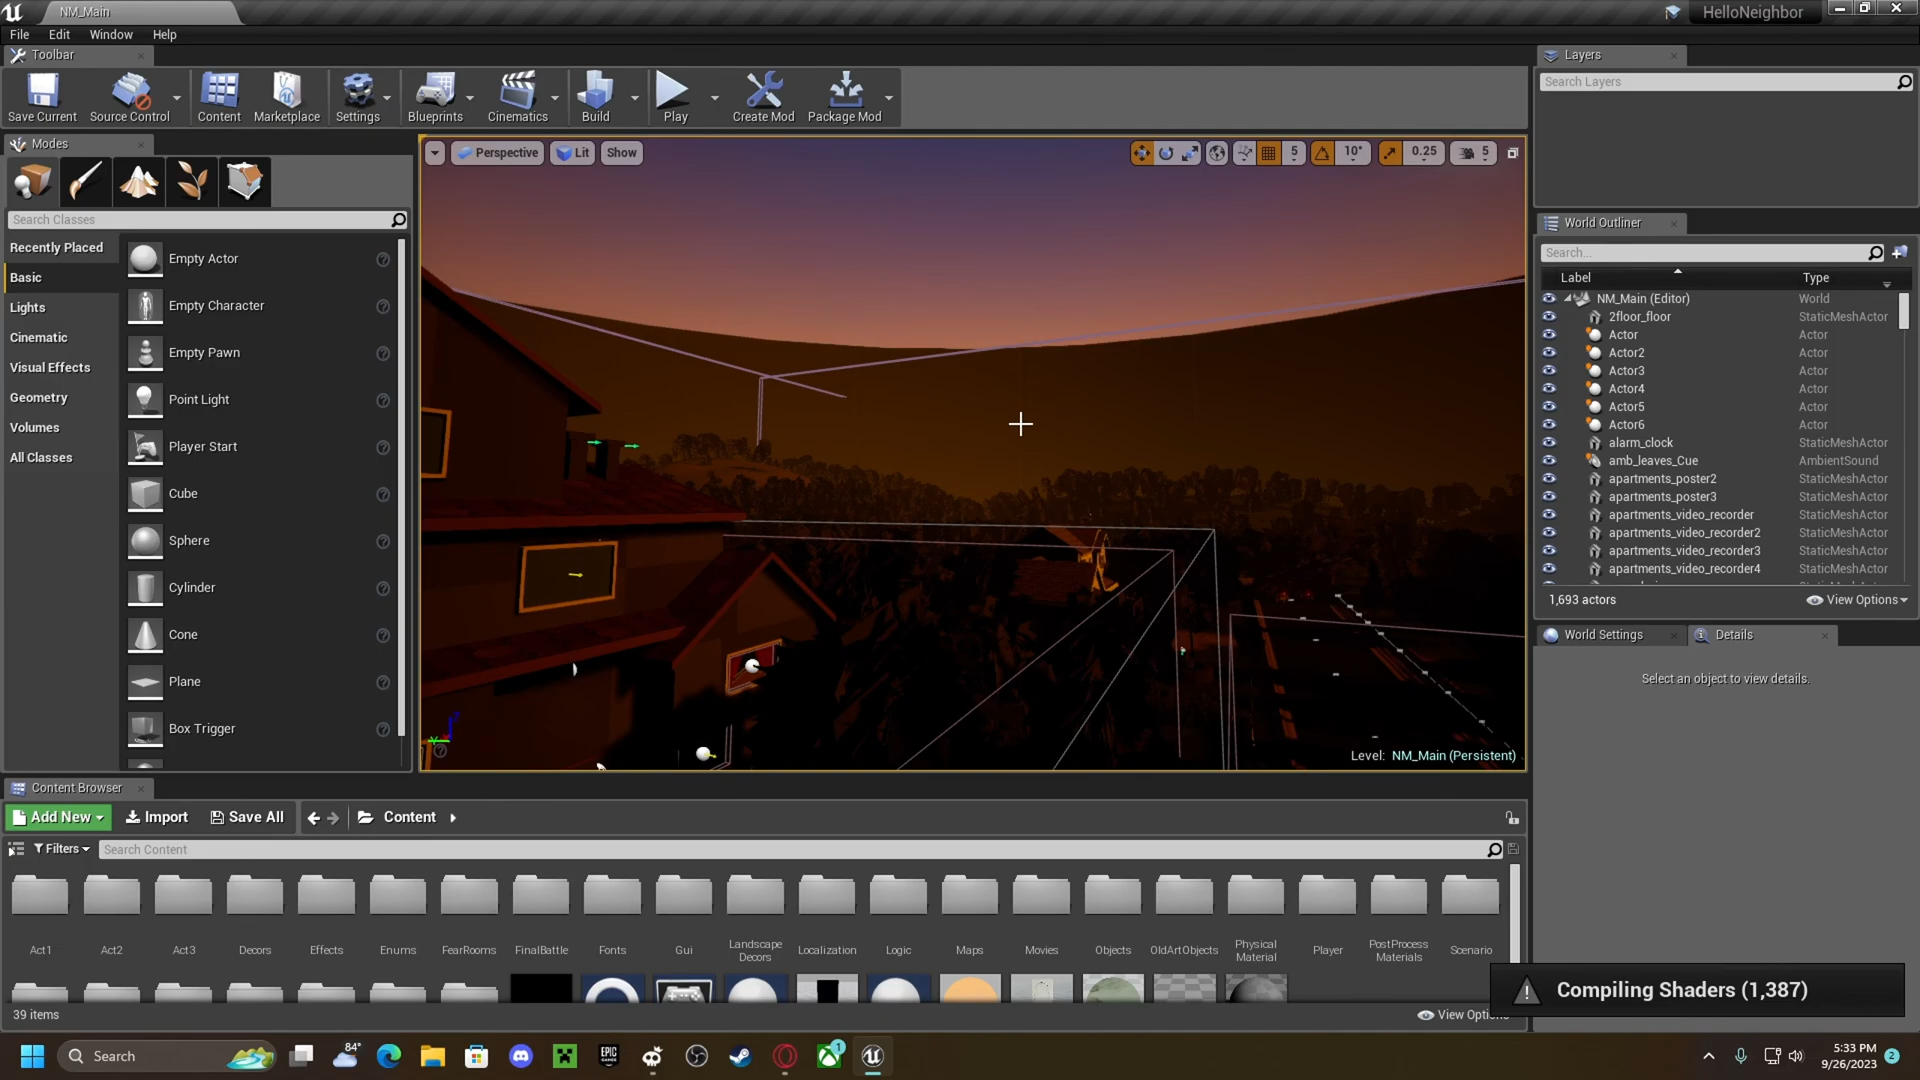 NM_Main
HelloNeighbor
File Edit Window Help
Toolbar
Layers
Save Current Source Control Content Marketplace Settings Blueprints Cinematics Build Play Create Mod Package Mod
Search Layers
Modes
Perspective Lit Show
5 10° 0.25 5
Search Classes
World Outliner
Search...
Label Type
Recently Placed
Basic
Lights
Cinematic
Visual Effects
Geometry
Volumes
All Classes
Empty Actor
Empty Character
Empty Pawn
Point Light
Player Start
Cube
Sphere
Cylinder
Cone
Plane
Box Trigger
NM_Main (Editor) World
2floor_floor StaticMeshActor
Actor Actor
Actor2 Actor
Actor3 Actor
Actor4 Actor
Actor5 Actor
Actor6 Actor
alarm_clock StaticMeshActor
amb_leaves_Cue AmbientSound
apartments_poster2 StaticMeshActor
apartments_poster3 StaticMeshActor
apartments_video_recorder StaticMeshActor
apartments_video_recorder2 StaticMeshActor
apartments_video_recorder3 StaticMeshActor
apartments_video_recorder4 StaticMeshActor
1,693 actors View Options
World Settings Details
Select an object to view details.
Level: NM_Main (Persistent)
Content Browser
Add New Import Save All Content
Filters Search Content
Act1 Act2 Act3 Decors Effects Enums FearRooms FinalBattle Fonts Gui Landscape Decors Localization Logic Maps Movies Objects OldArtObjects Physical Material Player PostProcess Materials Scenario
Compiling Shaders (1,387)
39 items View
Search 84° EPIC GAMES 1
5:33 PM
9/26/2023 2